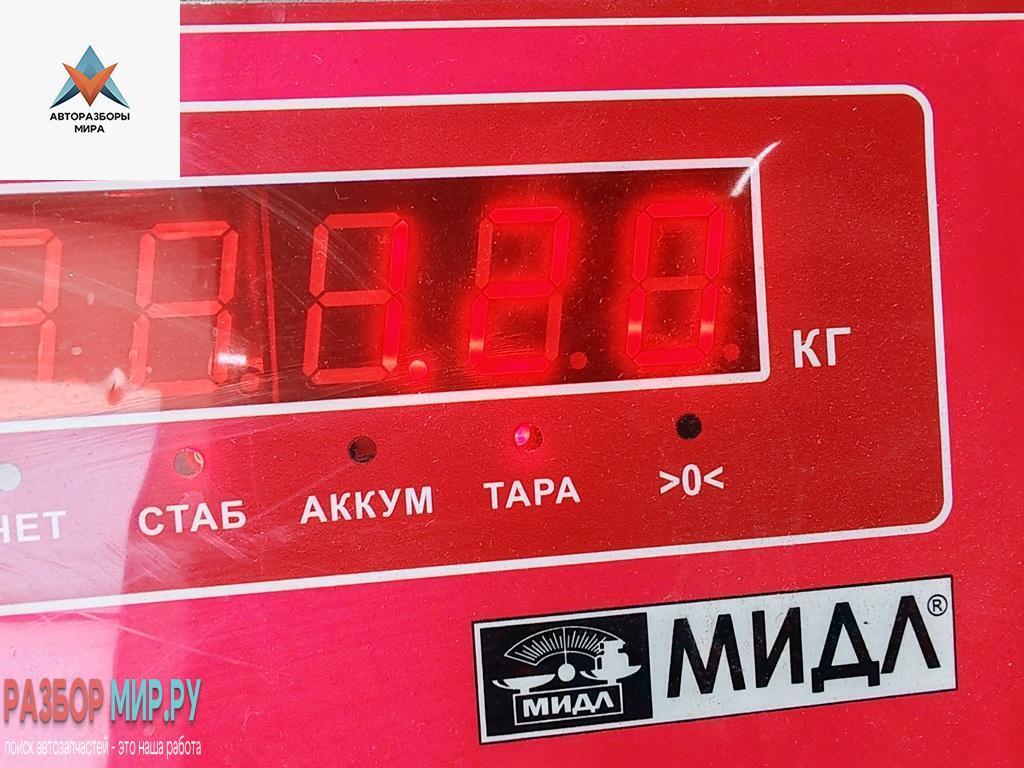 АВТОРАЗБОРЫ
МИРА
1.20
КГ
СТАБ
АККУМ
ТАРА
>0<
МИДЛ
МИДЛ®
РАЗБОР МИР.РУ
поиск автозапчастей - это наша работа